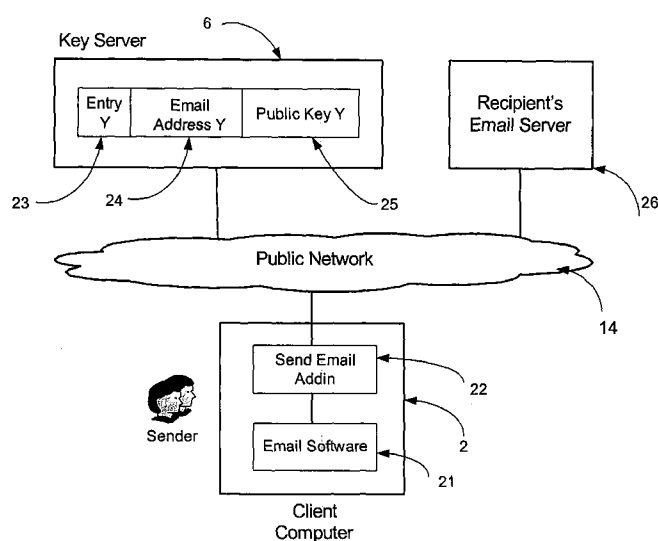 6
Key Server
Entry
Y
Email
Address Y
Public Key Y
Recipient's
Email Server
23
24
25
26
Public Network
14
Send Email
Addin
22
Sender
2
Email Software
21
Client
Computer